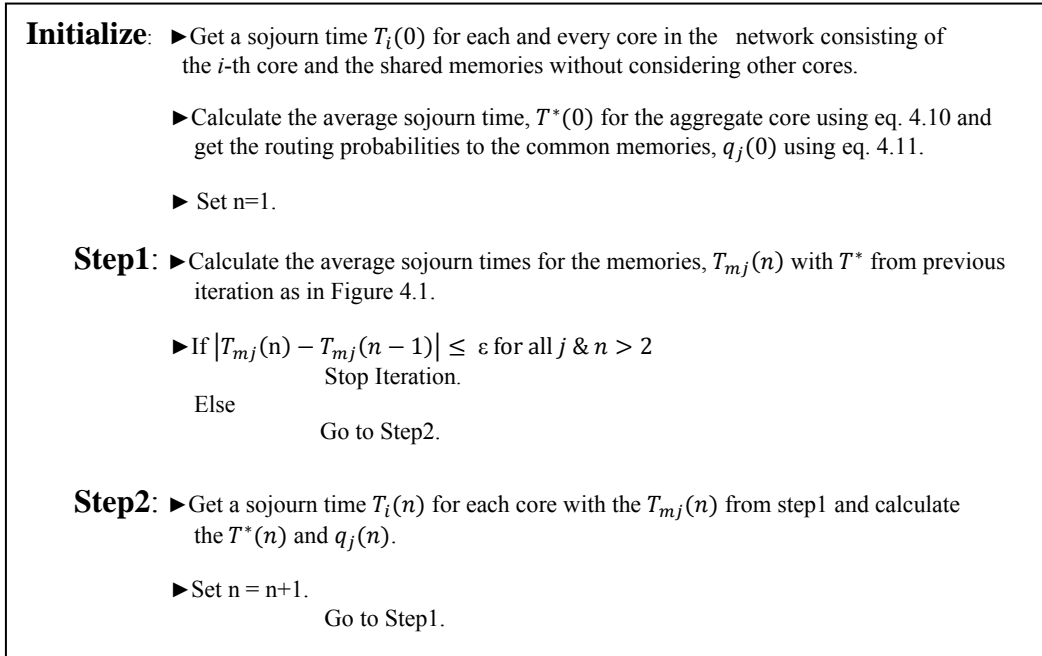 Initialize: ►Get a sojourn time T_i(0) for each and every core in the network consisting of
the i-th core and the shared memories without considering other cores.
►Calculate the average sojourn time, T*(0) for the aggregate core using eq. 4.10 and
get the routing probabilities to the common memories, q_j(0) using eq. 4.11.
► Set n=1.
Step1: ►Calculate the average sojourn times for the memories, T_mj(n) with T* from previous
iteration as in Figure 4.1.
►If |T_mj(n) − T_mj(n − 1)| ≤ ε for all j & n > 2
Stop Iteration.
Else
Go to Step2.
Step2: ►Get a sojourn time T_i(n) for each core with the T_mj(n) from step1 and calculate
the T*(n) and q_j(n).
►Set n = n+1.
Go to Step1.